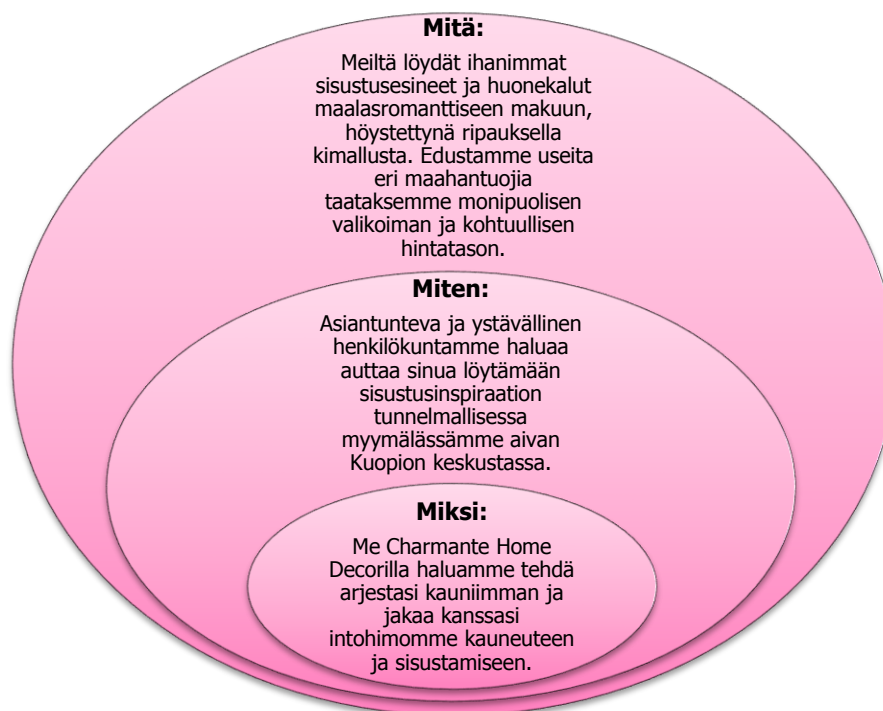 Mitä:
Meiltä löydät ihanimmat
sisustusesineet ja huonekalut
maalasromanttiseen makuun,
höystettynä ripauksella
kimallusta. Edustamme useita
eri maahantuojia
taataksemme monipuolisen
valikoiman ja kohtuullisen
hintatason.
Miten:
Asiantunteva ja ystävällinen
henkilökuntamme haluaa
auttaa sinua löytämään
sisustusinspiraation
tunnelmallisessa
myymälässämme aivan
Kuopion keskustassa.
Miksi:
Me Charmante Home
Decorilla haluamme tehdä
arjestasi kauniimman ja
jakaa kanssasi
intohimomme kauneuteen
ja sisustamiseen.